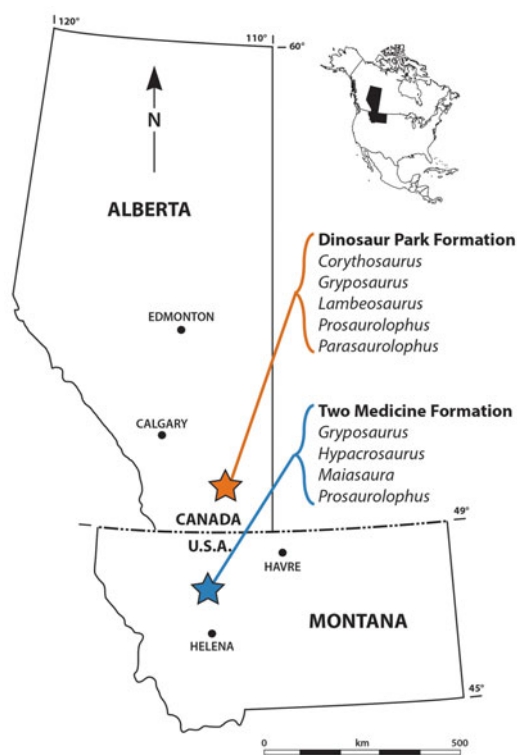 120°
110°
60°
N
ALBERTA
Dinosaur Park Formation
Corythosaurus
Gryposaurus
Lambeosaurus
Prosaurolophus
Parasaurolophus
EDMONTON
CALGARY
Two Medicine Formation
Gryposaurus
Hypacrosaurus
Maiasaura
Prosaurolophus
CANADA
49°
U.S.A.
HAVRE
MONTANA
HELENA
45°
0 km 500